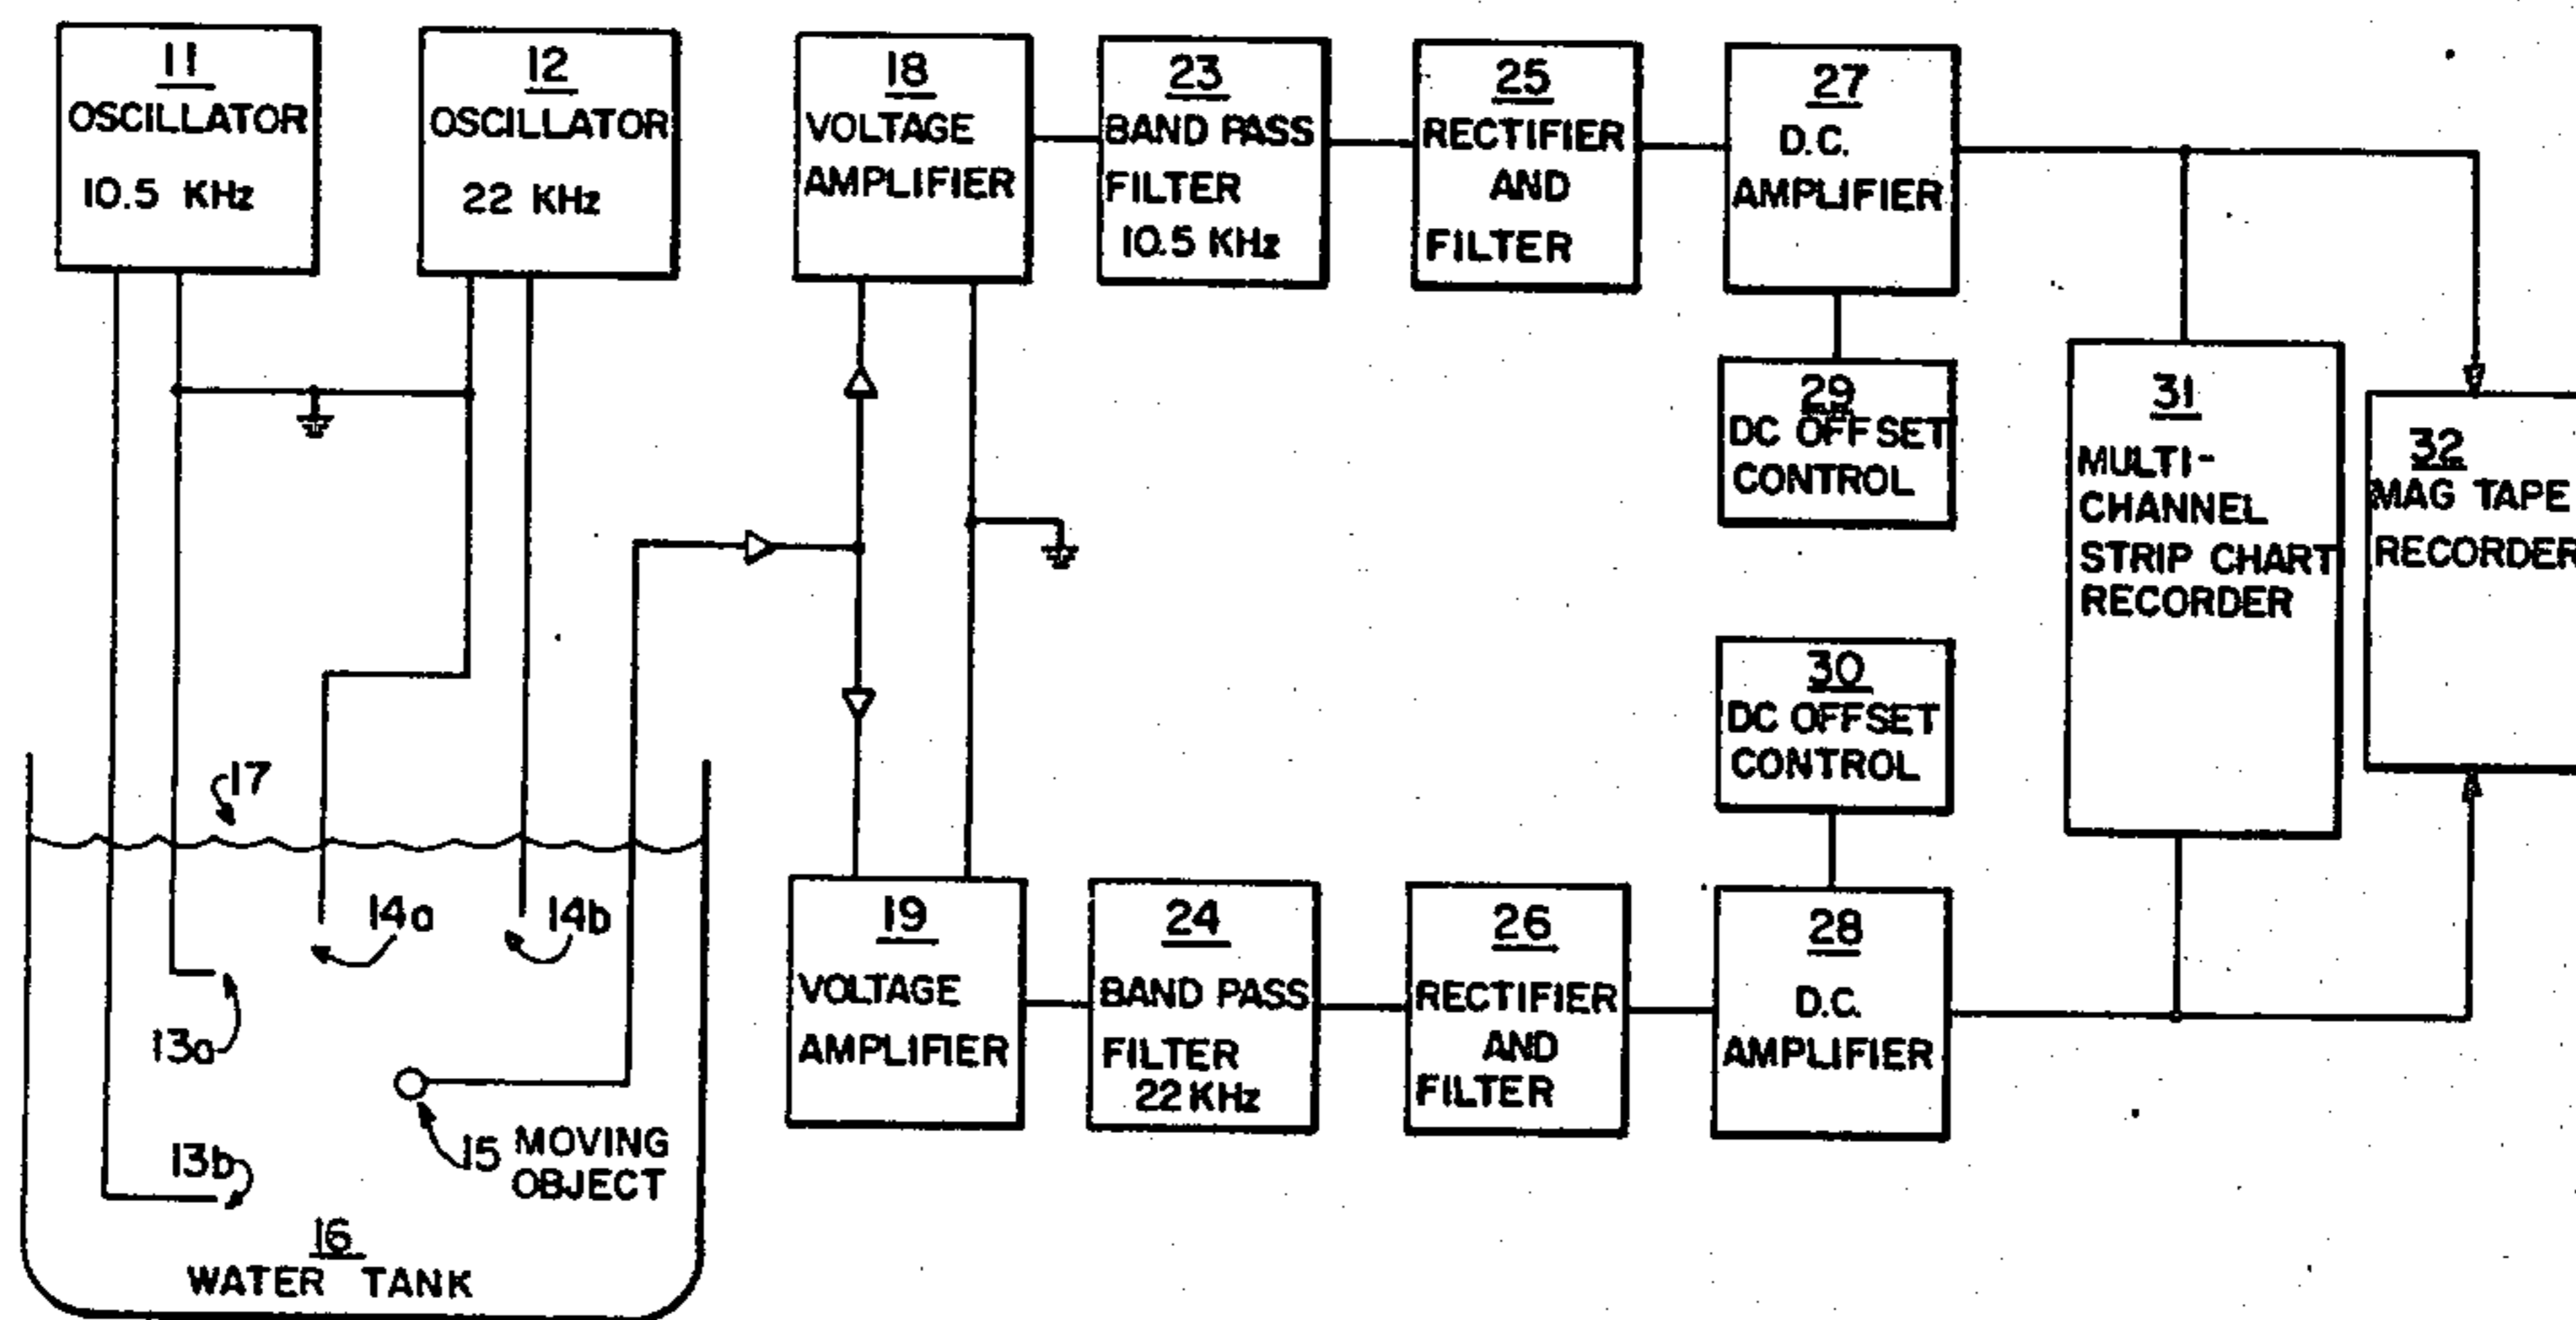 11
OSCILLATOR
10.5 KHz
12
OSCILLATOR
22 KHz
18
VOLTAGE
AMPLIFIER
23
BAND PASS
FILTER
10.5 KHz
25
RECTIFIER
AND
FILTER
27
D.C.
AMPLIFIER
29
DC OFFSET
CONTROL
31
MULTI-
CHANNEL
STRIP CHART
RECORDER
32
MAG TAPE
RECORDER
30
DC OFFSET
CONTROL
17
14a
14b
13a
13b
15 MOVING
OBJECT
16
WATER TANK
19
VOLTAGE
AMPLIFIER
24
BAND PASS
FILTER
22 KHz
26
RECTIFIER
AND
FILTER
28
D.C.
AMPLIFIER